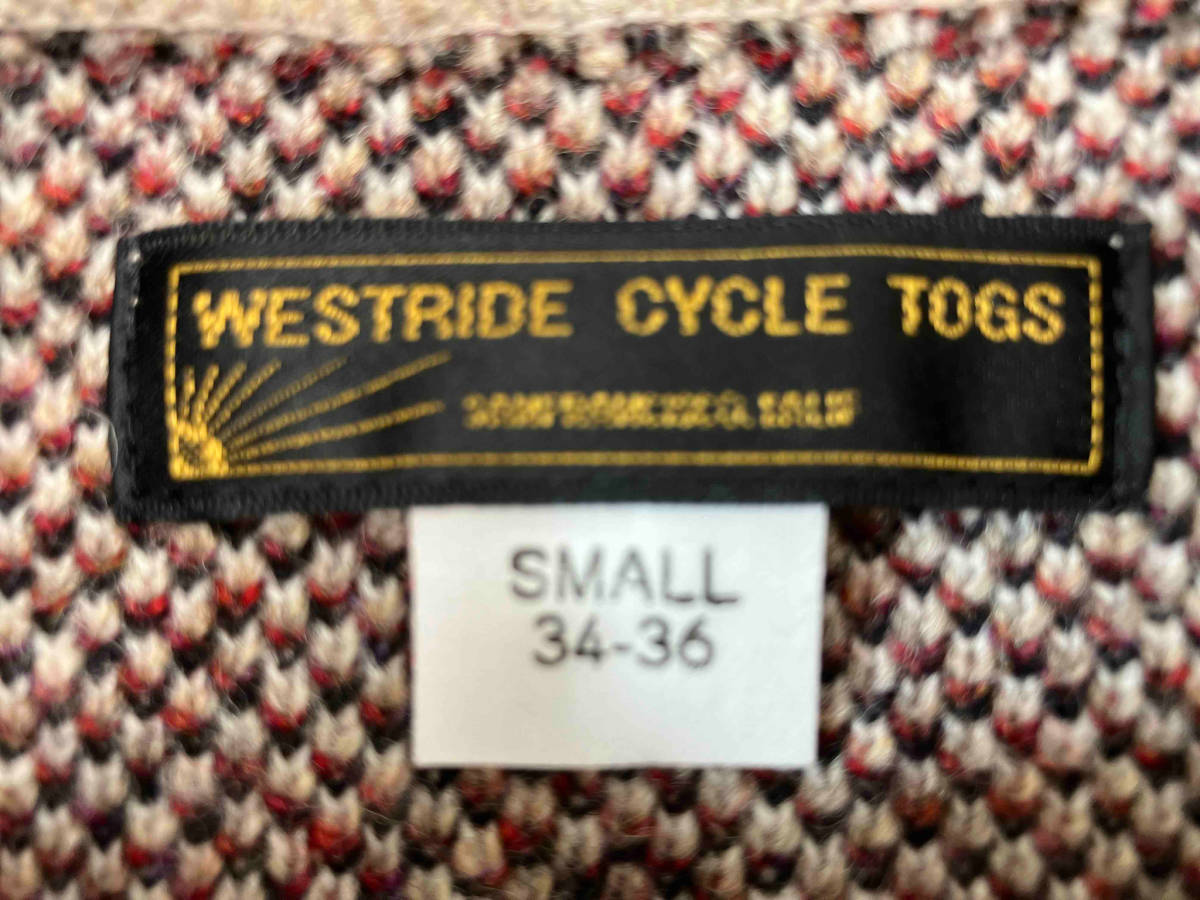 WESTRIDE CYCLE TOGS
SMALL
34-36